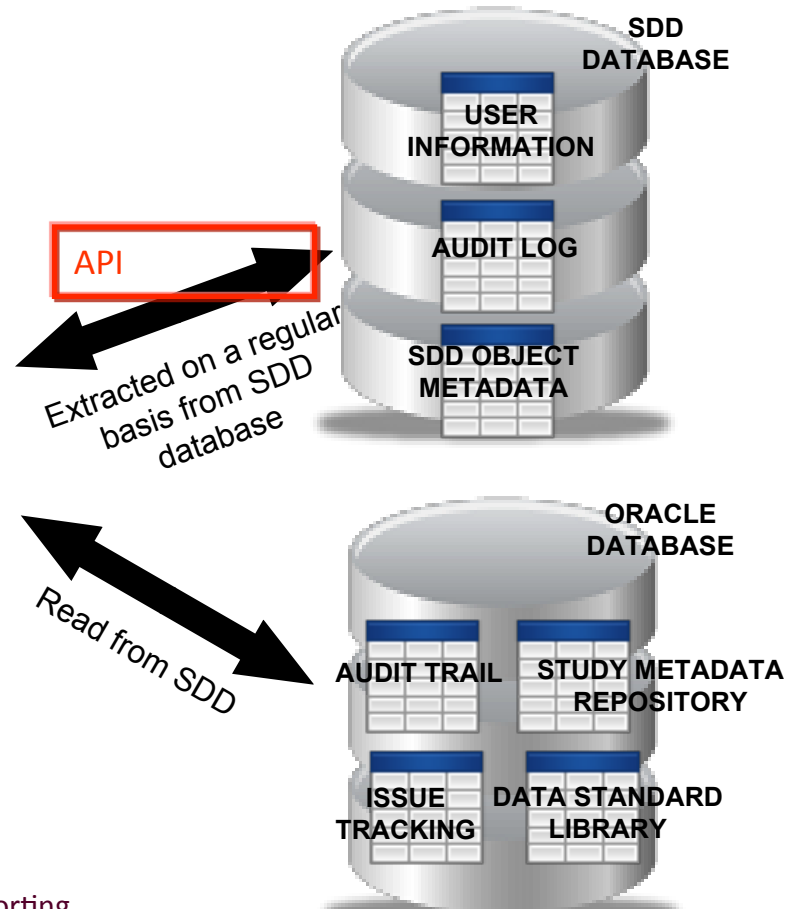 SDD
DATABASE
USER
INFORMATION
API
AUDIT LOG
Extracted on a regular
basis from SDD
database
SDD OBJECT
METADATA
ORACLE
DATABASE
Read from SDD
AUDIT TRAIL
STUDY METADATA
REPOSITORY
ISSUE
TRACKING
DATA STANDARD
LIBRARY